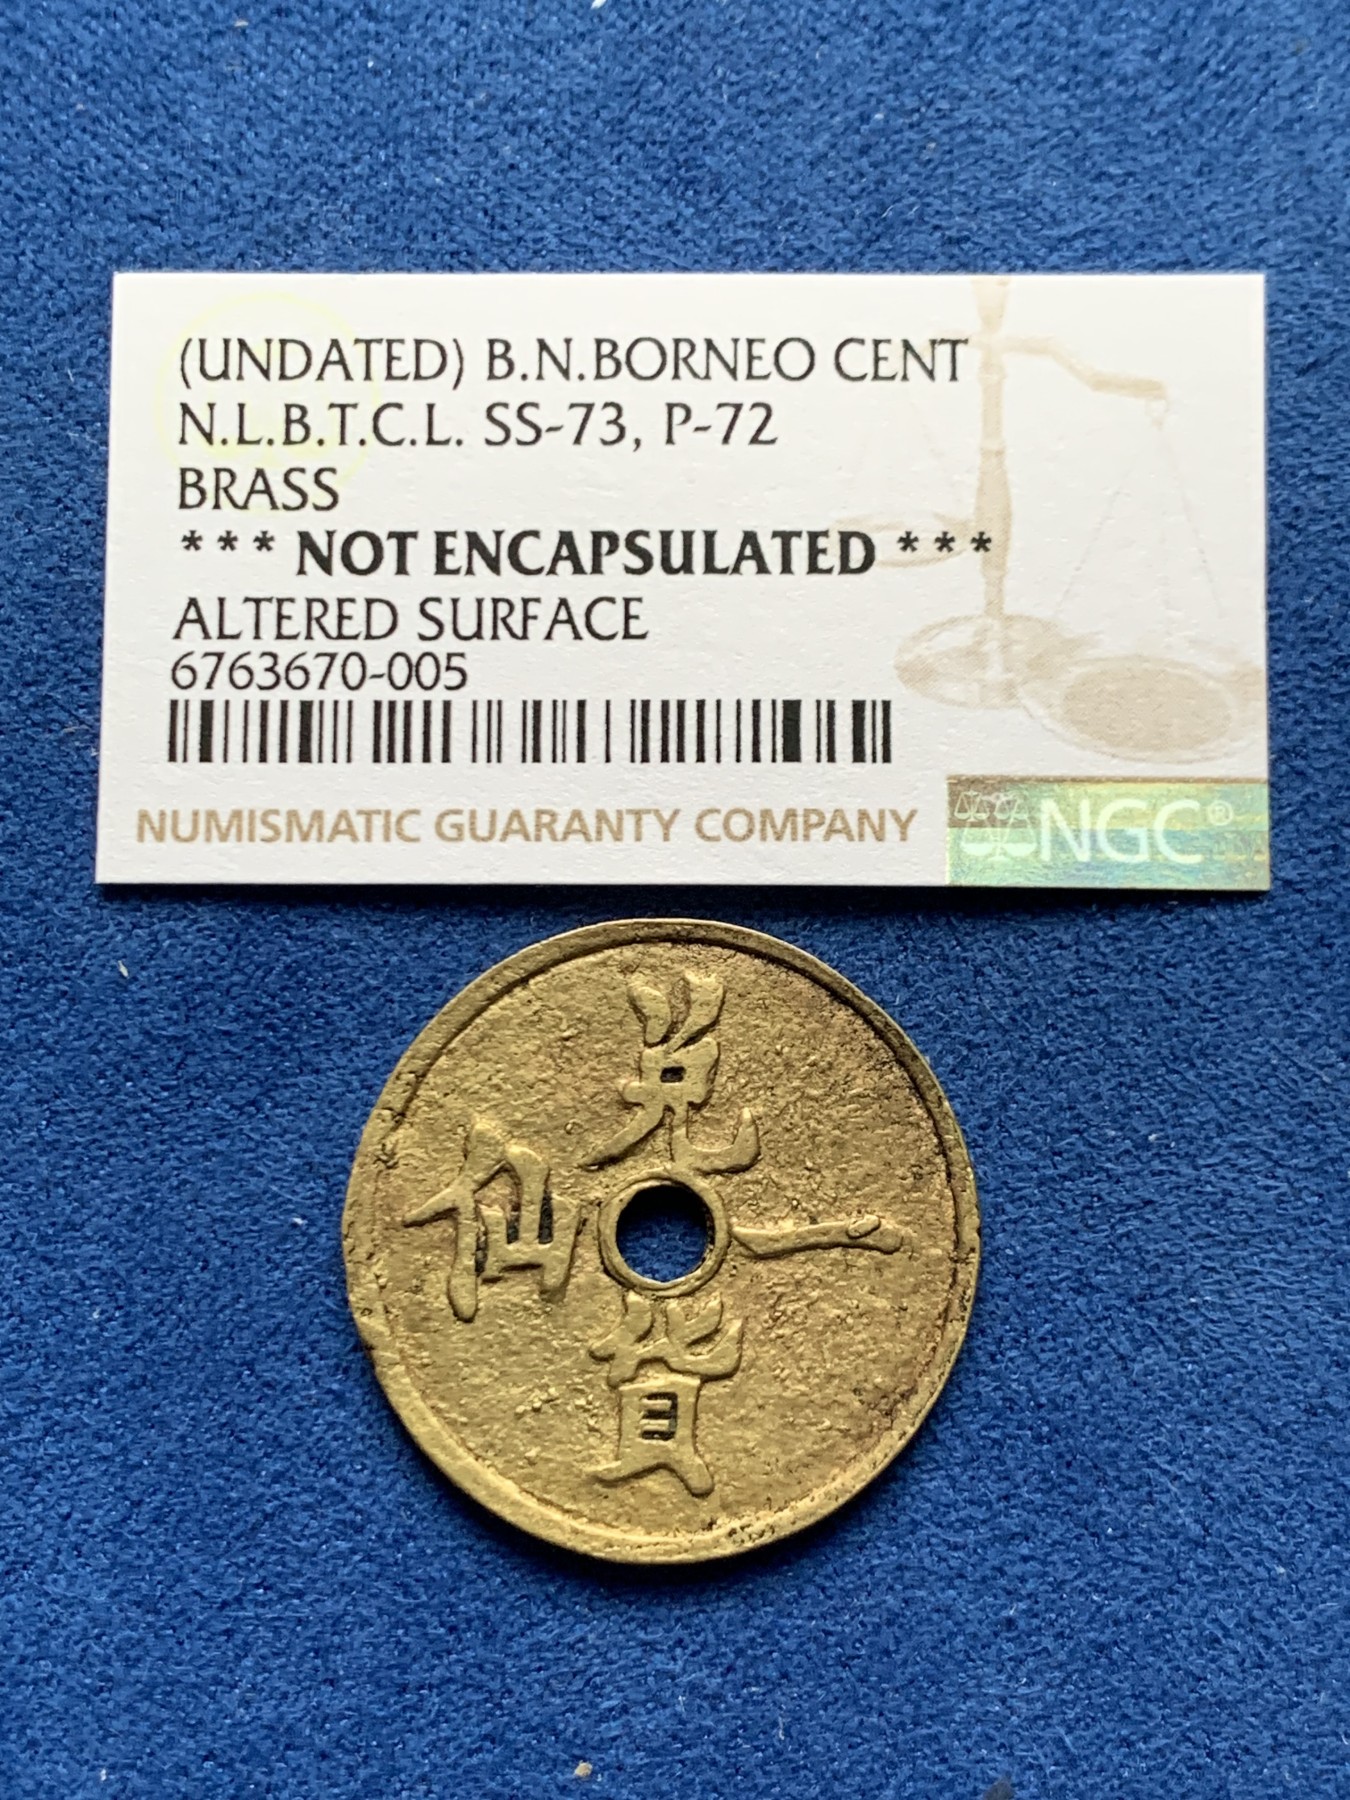 (UNDATED) B.N.BORNEO CENT
N.L.B.T.C.L. SS-73, P-72
BRASS
*** NOT ENCAPSULATED ***
ALTERED SURFACE
6763670-005
NUMISMATIC GUARANTY COMPANY
NGC®
兌
仙 一
貨